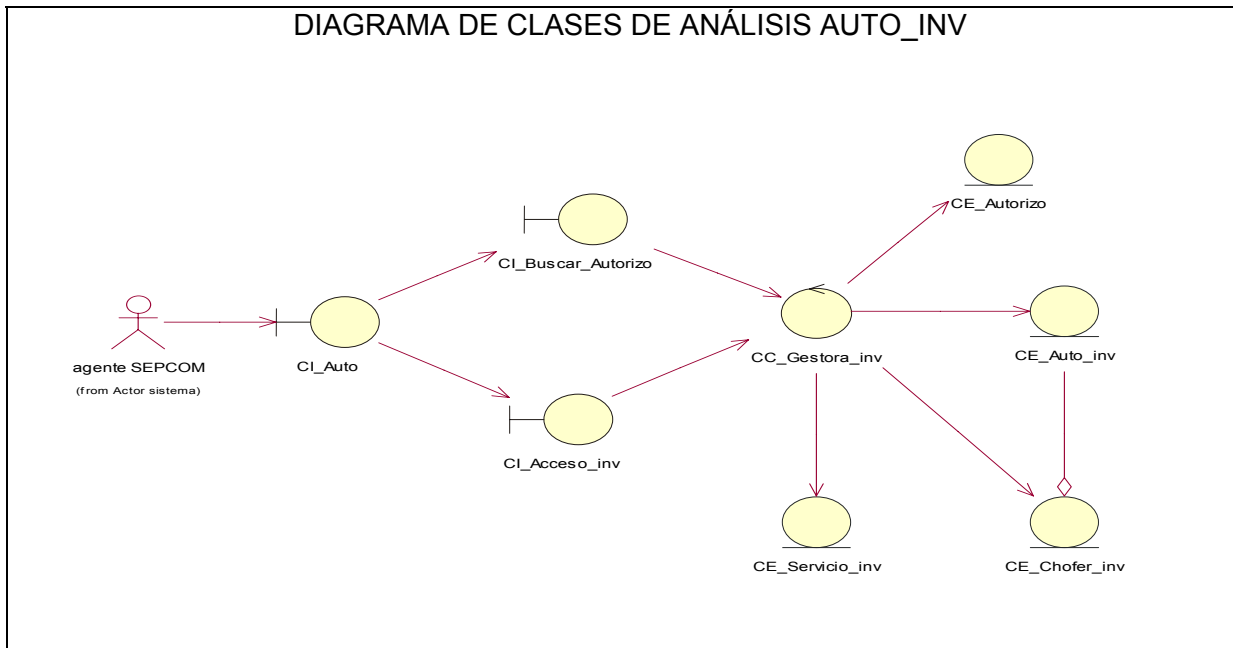 DIAGRAMA DE CLASES DE ANÁLISIS AUTO_INV
CE_Autorizo
CI_Buscar_Autorizo
agente SEPCOM
(from Actor sistema)
CI_Auto
CC_Gestora_inv
CE_Auto_inv
CI_Acceso_inv
CE_Servicio_inv
CE_Chofer_inv